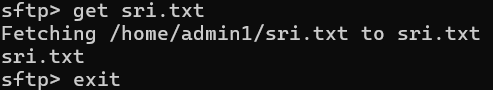 sftp> get sri.txt
Fetching /home/admin1/sri.txt to sri.txt
sri.txt
sftp> exit